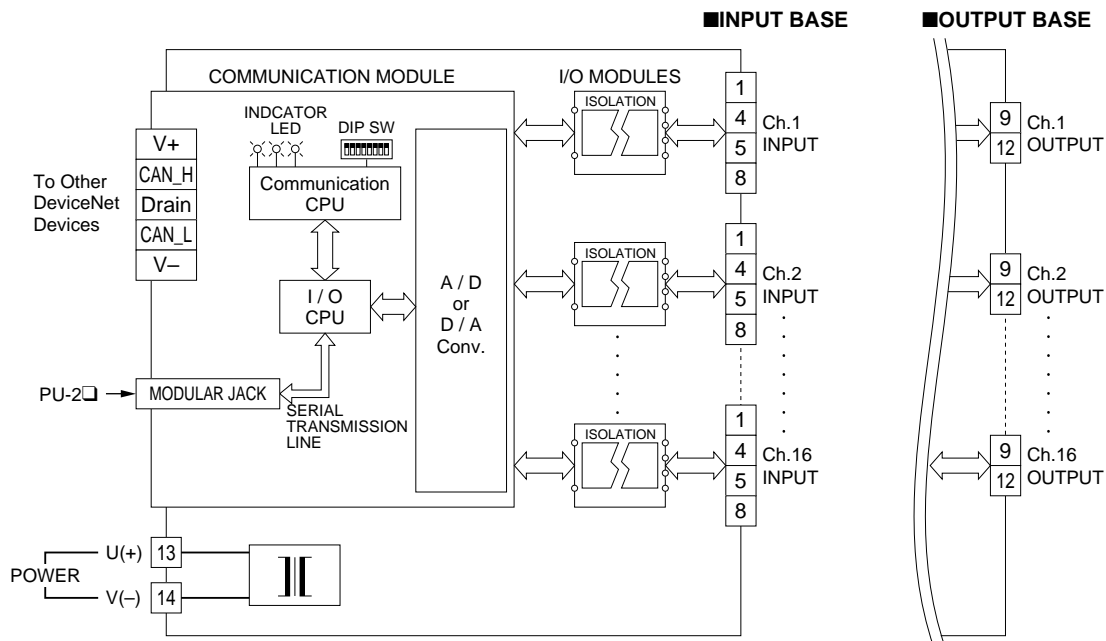 ■INPUT BASE
■OUTPUT BASE
COMMUNICATION MODULE
I/O MODULES
INDCATOR
LED
DIP SW
Communication
CPU
I / O
CPU
A / D
or
D / A
Conv.
To Other
DeviceNet
Devices
V+
CAN_H
Drain
CAN_L
V–
PU-2❑
MODULAR JACK
SERIAL
TRANSMISSION
LINE
ISOLATION
1
4
5
8
Ch.1
INPUT
ISOLATION
1
4
5
8
Ch.2
INPUT
ISOLATION
1
4
5
8
Ch.16
INPUT
9
12
Ch.1
OUTPUT
9
12
Ch.2
OUTPUT
9
12
Ch.16
OUTPUT
POWER
U(+)
13
V(–)
14